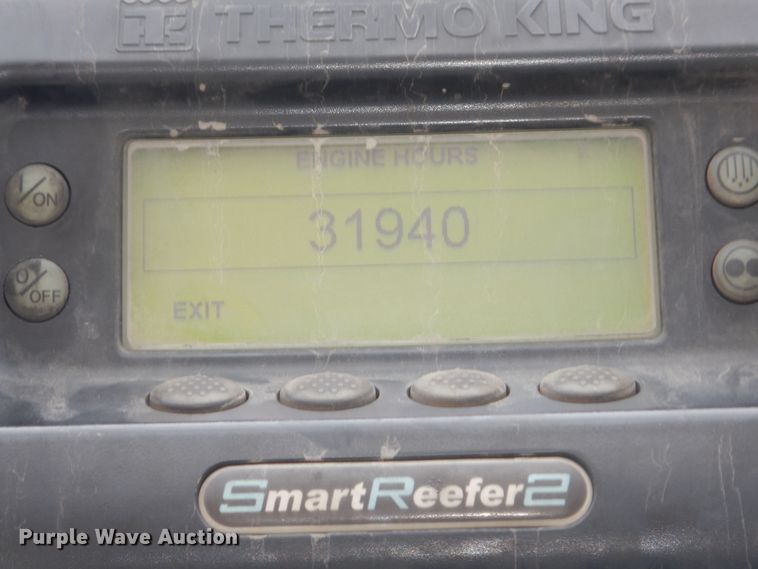 THERMO KING
ENGINE HOURS
31940
EXIT
I/ON
O/OFF
SmartReefer2
Purple Wave Auction